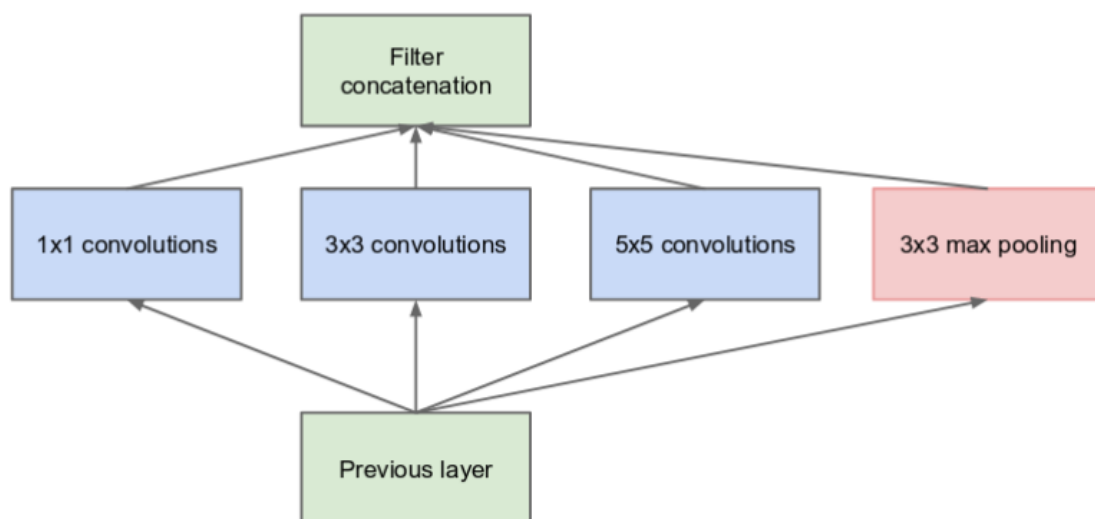 Filter
concatenation
1x1 convolutions
3x3 convolutions
5x5 convolutions
3x3 max pooling
Previous layer